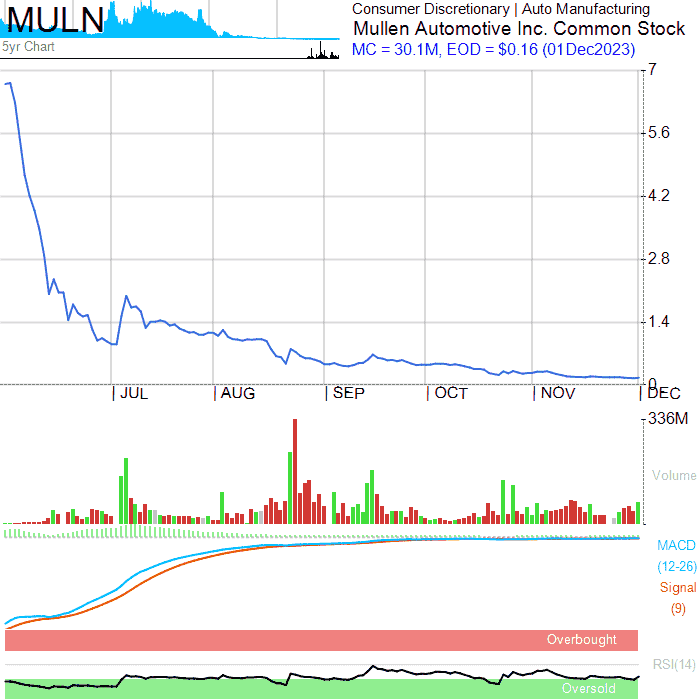 MULN
5yr Chart
Consumer Discretionary | Auto Manufacturing
Mullen Automotive Inc. Common Stock
MC = 30.1M, EOD = $0.16 (01Dec2023)
7
5.6
4.2
2.8
1.4
0
| JUL | AUG | SEP | OCT | NOV | DEC
336M
Volume
MACD
(12-26)
Signal
(9)
Overbought
RSI(14)
Oversold